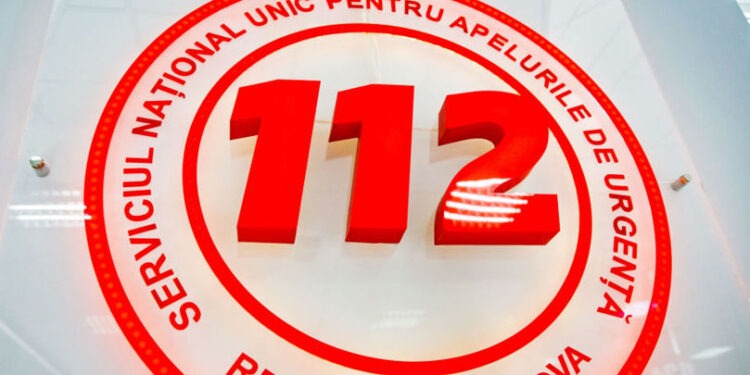 SERVICIUL NAȚIONAL UNIC PENTRU APELURILE DE URGENȚĂ
112